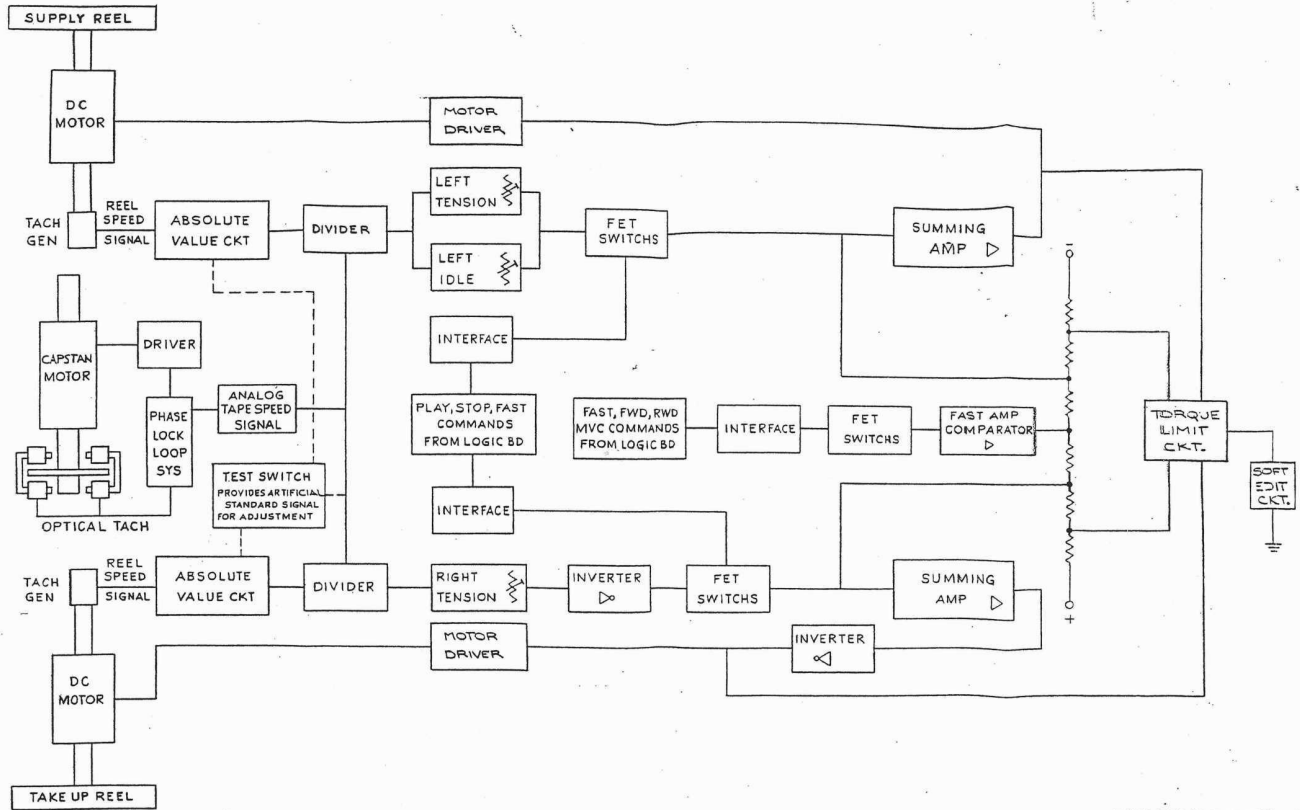 SUPPLY REEL
DC
MOTOR
MOTOR
DRIVER
TACH
GEN
REEL
SPEED
SIGNAL
ABSOLUTE
VALUE CKT
DIVIDER
LEFT
TENSION
LEFT
IDLE
FET
SWITCHS
SUMMING
AMP
-
CAPSTAN
MOTOR
DRIVER
PHASE
LOCK
LOOP
SYS
ANALOG
TAPE SPEED
SIGNAL
INTERFACE
PLAY, STOP, FAST
COMMANDS
FROM LOGIC BD
FAST, FWD, RWD
MVC COMMANDS
FROM LOGIC BD
INTERFACE
FET
SWITCHS
FAST AMP
COMPARATOR
TORQUE
LIMIT
CKT.
SOFT
EDIT
CKT.
TEST SWITCH
PROVIDES ARTIFICIAL
STANDARD SIGNAL
FOR ADJUSTMENT
INTERFACE
OPTICAL TACH
TACH
GEN
REEL
SPEED
SIGNAL
ABSOLUTE
VALUE CKT
DIVIDER
RIGHT
TENSION
INVERTER
FET
SWITCHS
SUMMING
AMP
+
MOTOR
DRIVER
INVERTER
DC
MOTOR
TAKE UP REEL